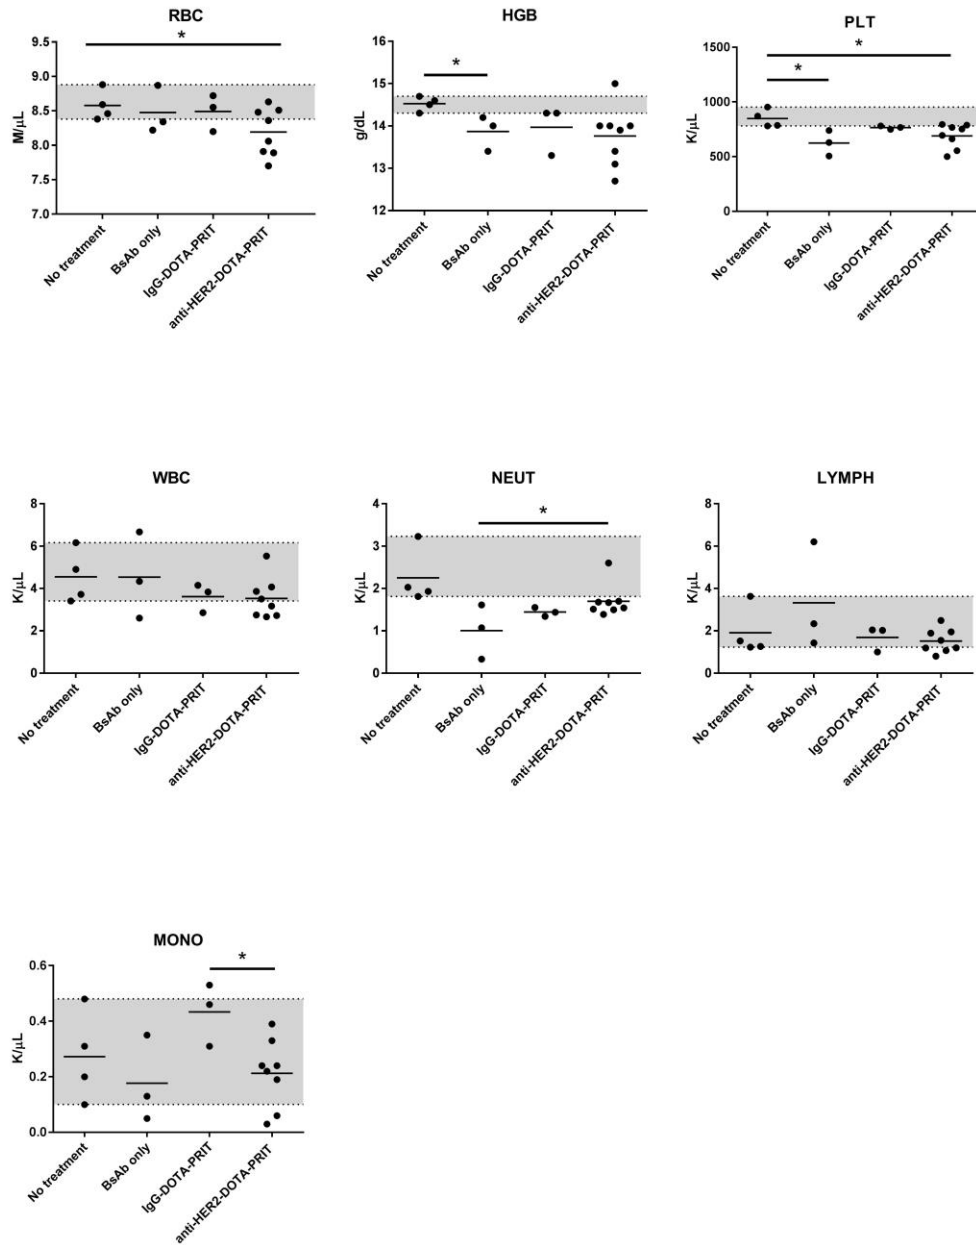 RBC
*
9.5
9.0
8.5
8.0
7.5
7.0
M/μL
No treatment
BsAb only
IgG-DOTA-PRIT
anti-HER2-DOTA-PRIT
HGB
*
16
15
14
13
12
g/dL
No treatment
BsAb only
IgG-DOTA-PRIT
anti-HER2-DOTA-PRIT
PLT
*
*
1500
1000
500
0
K/μL
No treatment
BsAb only
IgG-DOTA-PRIT
anti-HER2-DOTA-PRIT
WBC
8
6
4
2
0
K/μL
No treatment
BsAb only
IgG-DOTA-PRIT
anti-HER2-DOTA-PRIT
NEUT
*
4
3
2
1
0
K/μL
No treatment
BsAb only
IgG-DOTA-PRIT
anti-HER2-DOTA-PRIT
LYMPH
8
6
4
2
0
K/μL
No treatment
BsAb only
IgG-DOTA-PRIT
anti-HER2-DOTA-PRIT
MONO
*
0.6
0.4
0.2
0.0
K/μL
No treatment
BsAb only
IgG-DOTA-PRIT
anti-HER2-DOTA-PRIT